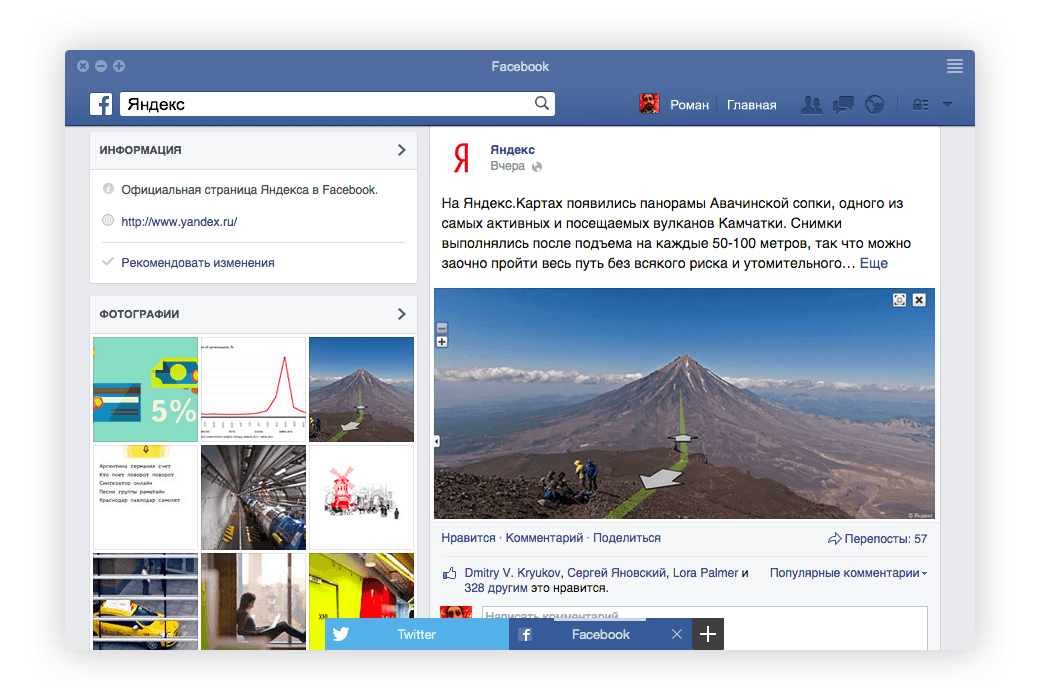 Facebook
Яндекс
Роман
Главная
ИНФОРМАЦИЯ
Официальная страница Яндекса в Facebook.
http://www.yandex.ru/
Рекомендовать изменения
ФОТОГРАФИИ
5%
Аргентина германия счет
Кто поет поворот поворот
Синтезатор онлайн
Песни группы раматайн
Краснодар павлодар самолет
Я
Яндекс
Вчера
На Яндекс.Картах появились панорамы Авачинской сопки, одного из
самых активных и посещаемых вулканов Камчатки. Снимки
выполнялись после подъема на каждые 50-100 метров, так что можно
заочно пройти весь путь без всякого риска и утомительного… Еще
© Яндекс
Нравится · Комментарий · Поделиться
Перепосты: 57
Dmitry V. Kryukov, Сергей Яновский, Lora Palmer и
328 другим это нравится.
Популярные комментарии
Написать комментарий
Twitter
Facebook